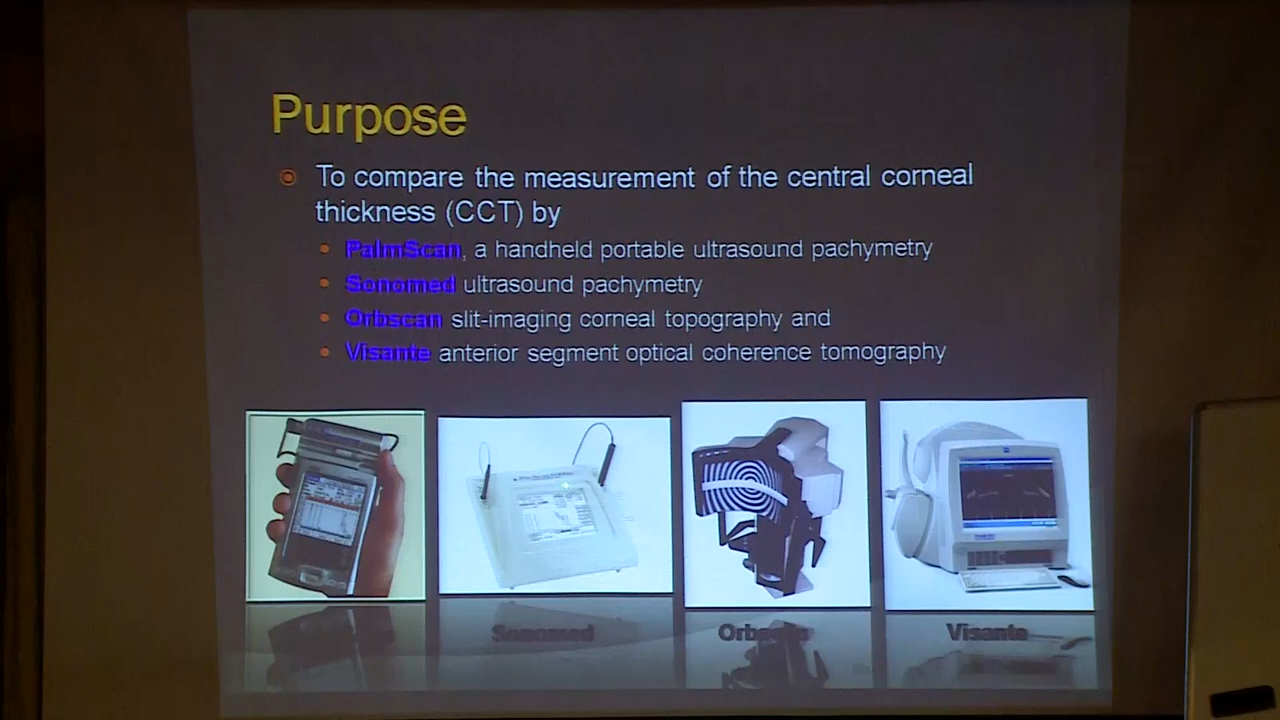 Purpose
To compare the measurement of the central corneal
thickness (CCT) by
PalmScan, a handheld portable ultrasound pachymetry
Sonomed ultrasound pachymetry
Orbscan slit-imaging corneal topography and
Visante anterior segment optical coherence tomography
Sonomed
Orbscan
Visante